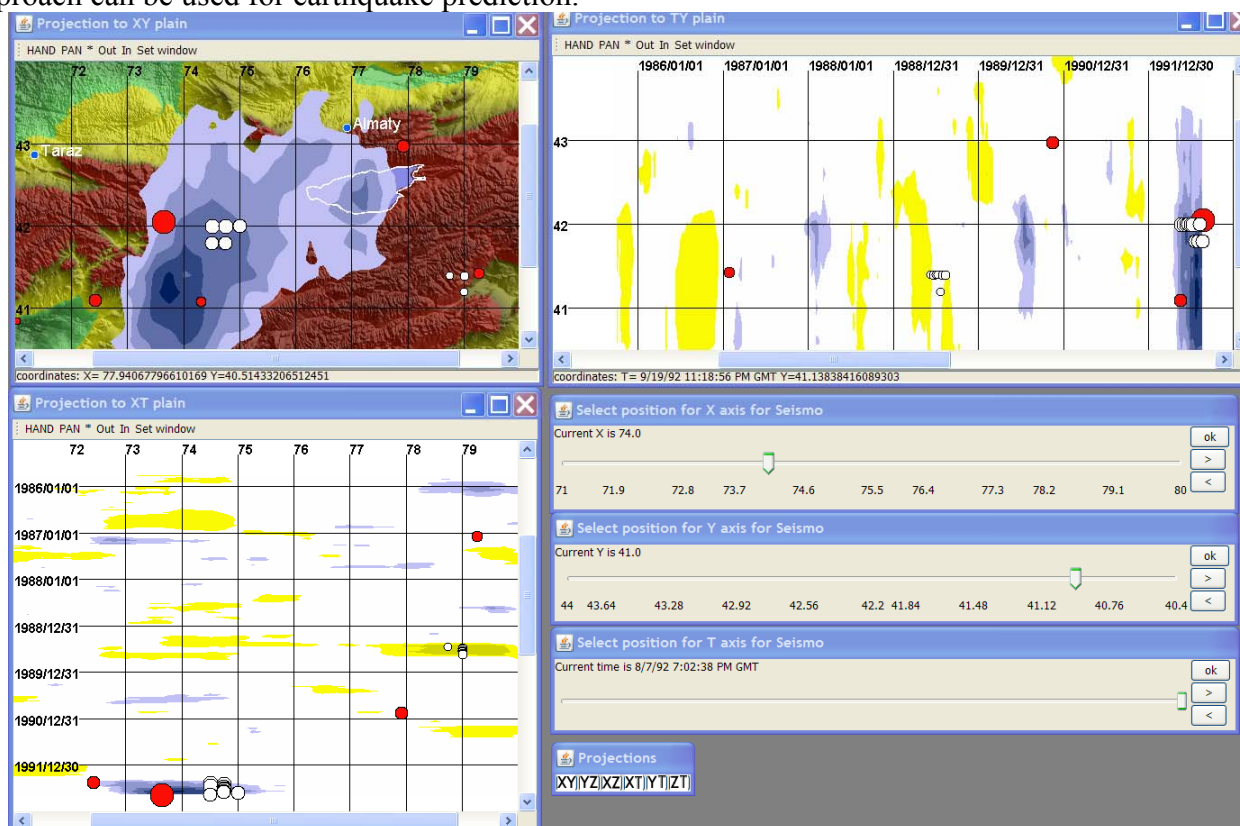 proach can be used for earthquake prediction.
Projection to XY plain
HAND PAN * Out In Set window
72 73 74 75 76 77 78 79
Almaty
43
Taraz
42
41
coordinates: X= 77.94067796610169 Y=40.51433206512451
Projection to TY plain
HAND PAN * Out In Set window
1986/01/01 1987/01/01 1988/01/01 1988/12/31 1989/12/31 1990/12/31 1991/12/30
43
42
41
coordinates: T= 9/19/92 11:18:56 PM GMT Y=41.13838416089303
Projection to XT plain
HAND PAN * Out In Set window
72 73 74 75 76 77 78 79
1986/01/01
1987/01/01
1988/01/01
1988/12/31
1989/12/31
1990/12/31
1991/12/30
Select position for X axis for Seismo
Current X is 74.0
ok
>
<
71 71.9 72.8 73.7 74.6 75.5 76.4 77.3 78.2 79.1 80
Select position for Y axis for Seismo
Current Y is 41.0
ok
>
<
44 43.64 43.28 42.92 42.56 42.2 41.84 41.48 41.12 40.76 40.4
Select position for T axis for Seismo
Current time is 8/7/92 7:02:38 PM GMT
ok
>
<
Projections
XY YZ XZ XT YT ZT